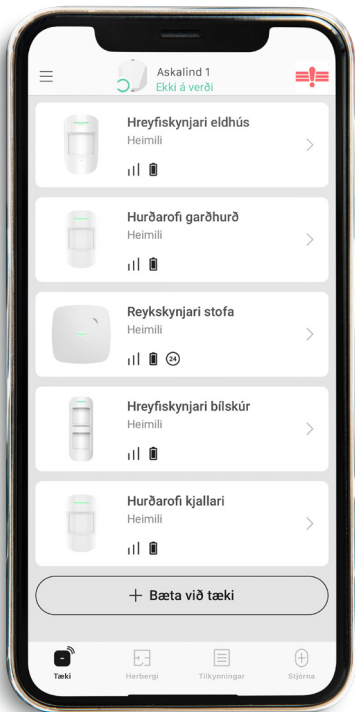 Askalind 1
Ekki á verði
Hreyfiskynjari eldhús
Heimili
Hurðarofi garðhurð
Heimili
Reykskynjari stofa
Heimili
24
Hreyfiskynjari bílskúr
Heimili
Hurðarofi kjallari
Heimili
+ Bæta við tæki
Tæki
Herbergi
Tilkynningar
Stjórna